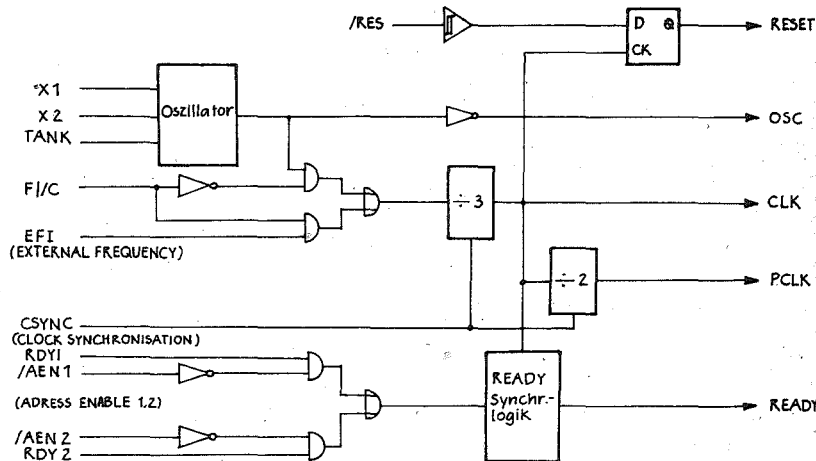 /RES
D Q
CK
RESET
X1
X2
TANK
Oszillator
OSC
F/C
EFI
(EXTERNAL FREQUENCY)
÷3
CLK
÷2
PCLK
CSYNC
(CLOCK SYNCHRONISATION)
RDY1
/AEN1
(ADRESS ENABLE 1,2)
/AEN2
RDY2
READY
Synchr.-
logik
READY